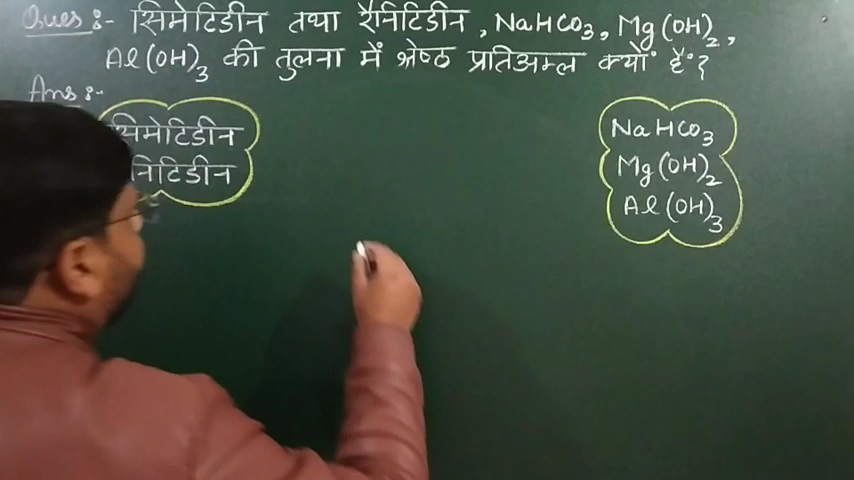 Ques :- सिमेटिडीन तथा रैनिटिडीन, NaHCO3, Mg(OH)2,
Al(OH)3 की तुलना में श्रेष्ठ प्रतिअम्ल क्यों हैं?
Ans :-
सिमेटिडीन
निटिडीन
NaHCO3
Mg(OH)2
Al(OH)3